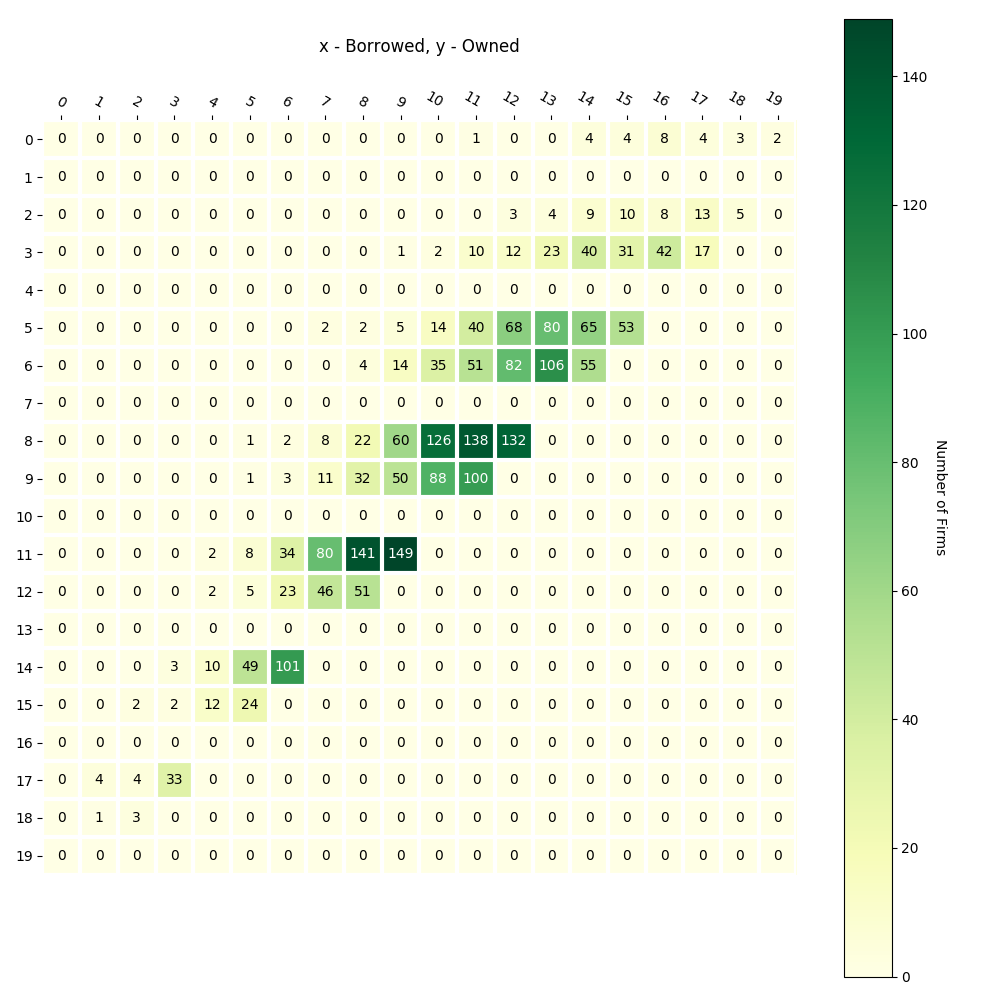 x - Borrowed, y - Owned
0 1 2 3 4 5 6 7 8 9 10 11 12 13 14 15 16 17 18 19
0 0 0 0 0 0 0 0 0 0 0 0 1 0 0 4 4 8 4 3 2
1 0 0 0 0 0 0 0 0 0 0 0 0 0 0 0 0 0 0 0 0
2 0 0 0 0 0 0 0 0 0 0 0 0 3 4 9 10 8 13 5 0
3 0 0 0 0 0 0 0 0 0 1 2 10 12 23 40 31 42 17 0 0
4 0 0 0 0 0 0 0 0 0 0 0 0 0 0 0 0 0 0 0 0
5 0 0 0 0 0 0 0 2 2 5 14 40 68 80 65 53 0 0 0 0
6 0 0 0 0 0 0 0 0 4 14 35 51 82 106 55 0 0 0 0 0
7 0 0 0 0 0 0 0 0 0 0 0 0 0 0 0 0 0 0 0 0
8 0 0 0 0 0 1 2 8 22 60 126 138 132 0 0 0 0 0 0 0
9 0 0 0 0 0 1 3 11 32 50 88 100 0 0 0 0 0 0 0 0
10 0 0 0 0 0 0 0 0 0 0 0 0 0 0 0 0 0 0 0 0
11 0 0 0 0 2 8 34 80 141 149 0 0 0 0 0 0 0 0 0 0
12 0 0 0 0 2 5 23 46 51 0 0 0 0 0 0 0 0 0 0 0
13 0 0 0 0 0 0 0 0 0 0 0 0 0 0 0 0 0 0 0 0
14 0 0 0 3 10 49 101 0 0 0 0 0 0 0 0 0 0 0 0 0
15 0 0 2 2 12 24 0 0 0 0 0 0 0 0 0 0 0 0 0 0
16 0 0 0 0 0 0 0 0 0 0 0 0 0 0 0 0 0 0 0 0
17 0 4 4 33 0 0 0 0 0 0 0 0 0 0 0 0 0 0 0 0
18 0 1 3 0 0 0 0 0 0 0 0 0 0 0 0 0 0 0 0 0
19 0 0 0 0 0 0 0 0 0 0 0 0 0 0 0 0 0 0 0 0
140
120
100
80
60
40
20
0
Number of Firms